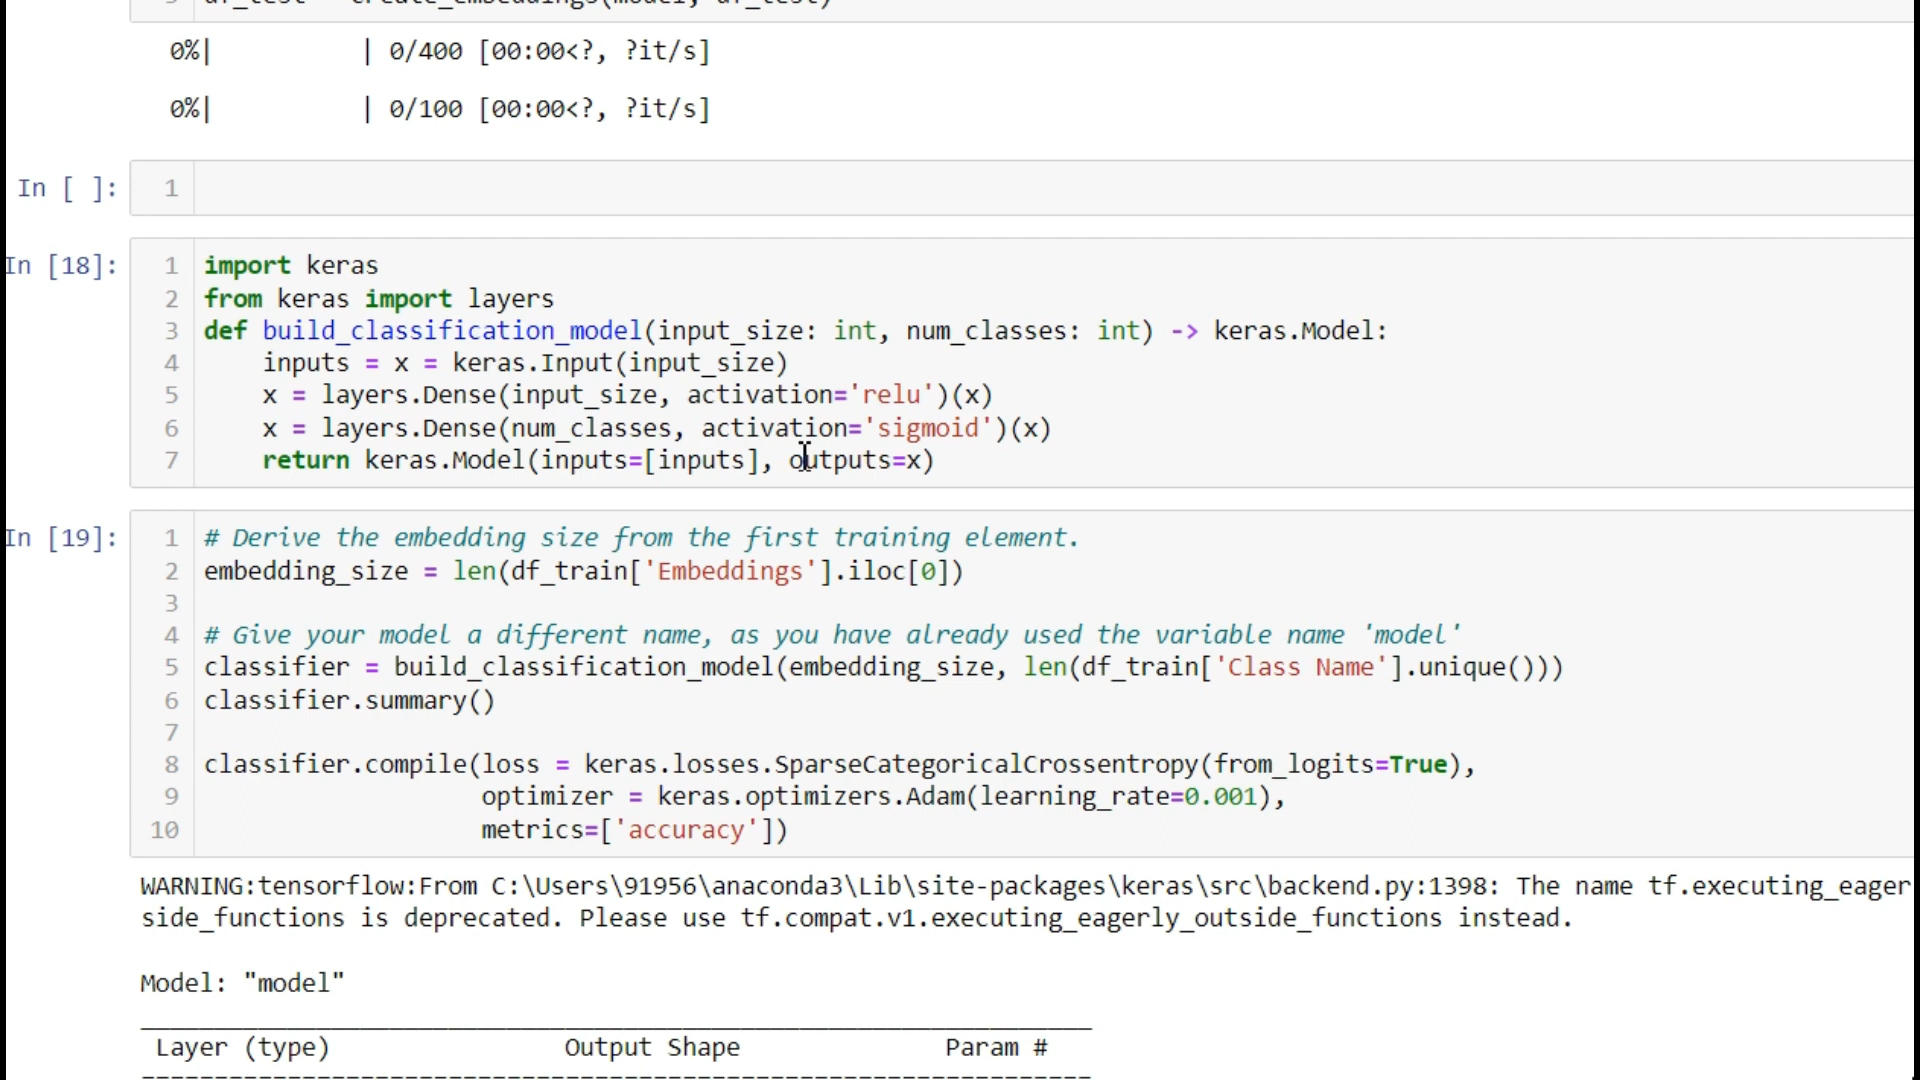 0%| | 0/400 [00:00<?, ?it/s]
0%| | 0/100 [00:00<?, ?it/s]
In [ ]: 1
In [18]: 1 import keras
2 from keras import layers
3 def build_classification_model(input_size: int, num_classes: int) -> keras.Model:
4     inputs = x = keras.Input(input_size)
5     x = layers.Dense(input_size, activation='relu')(x)
6     x = layers.Dense(num_classes, activation='sigmoid')(x)
7     return keras.Model(inputs=[inputs], outputs=x)
In [19]: 1 # Derive the embedding size from the first training element.
2 embedding_size = len(df_train['Embeddings'].iloc[0])
3
4 # Give your model a different name, as you have already used the variable name 'model'
5 classifier = build_classification_model(embedding_size, len(df_train['Class Name'].unique()))
6 classifier.summary()
7
8 classifier.compile(loss = keras.losses.SparseCategoricalCrossentropy(from_logits=True),
9                    optimizer = keras.optimizers.Adam(learning_rate=0.001),
10                    metrics=['accuracy'])
WARNING:tensorflow:From C:\Users\91956\anaconda3\Lib\site-packages\keras\src\backend.py:1398: The name tf.executing_eager
side_functions is deprecated. Please use tf.compat.v1.executing_eagerly_outside_functions instead.
Model: "model"
Layer (type) Output Shape Param #